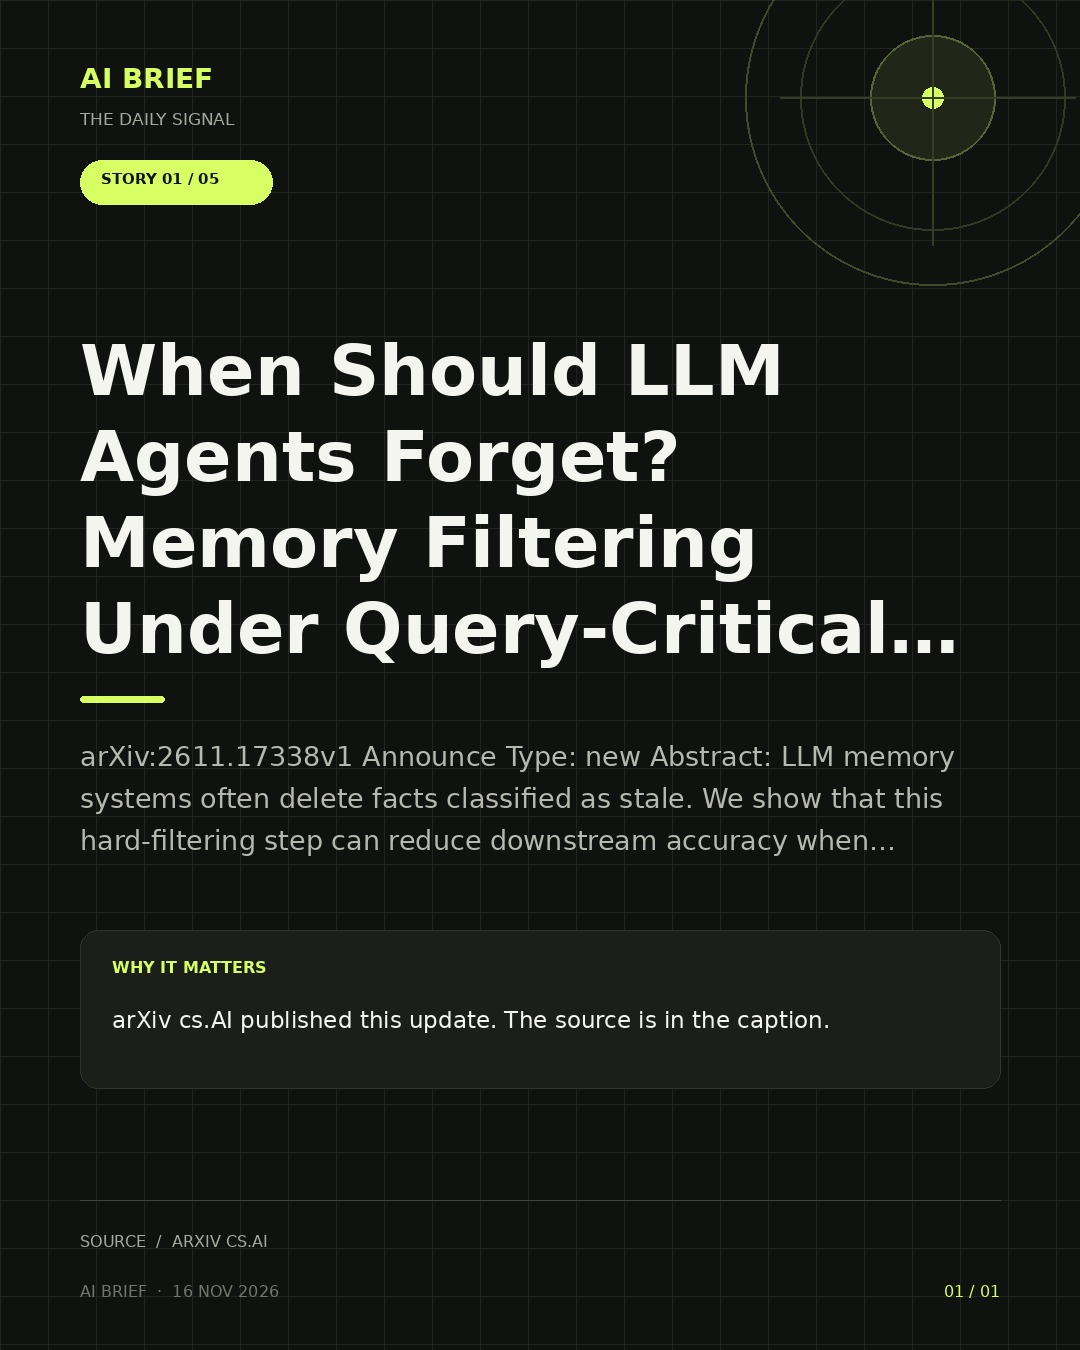 AI BRIEF
THE DAILY SIGNAL
STORY 01 / 05
When Should LLM
Agents Forget?
Memory Filtering
Under Query-Critical…
arXiv:2611.17338v1 Announce Type: new Abstract: LLM memory
systems often delete facts classified as stale. We show that this
hard-filtering step can reduce downstream accuracy when…
WHY IT MATTERS
arXiv cs.AI published this update. The source is in the caption.
SOURCE / ARXIV CS.AI
AI BRIEF · 16 NOV 2026
01 / 01